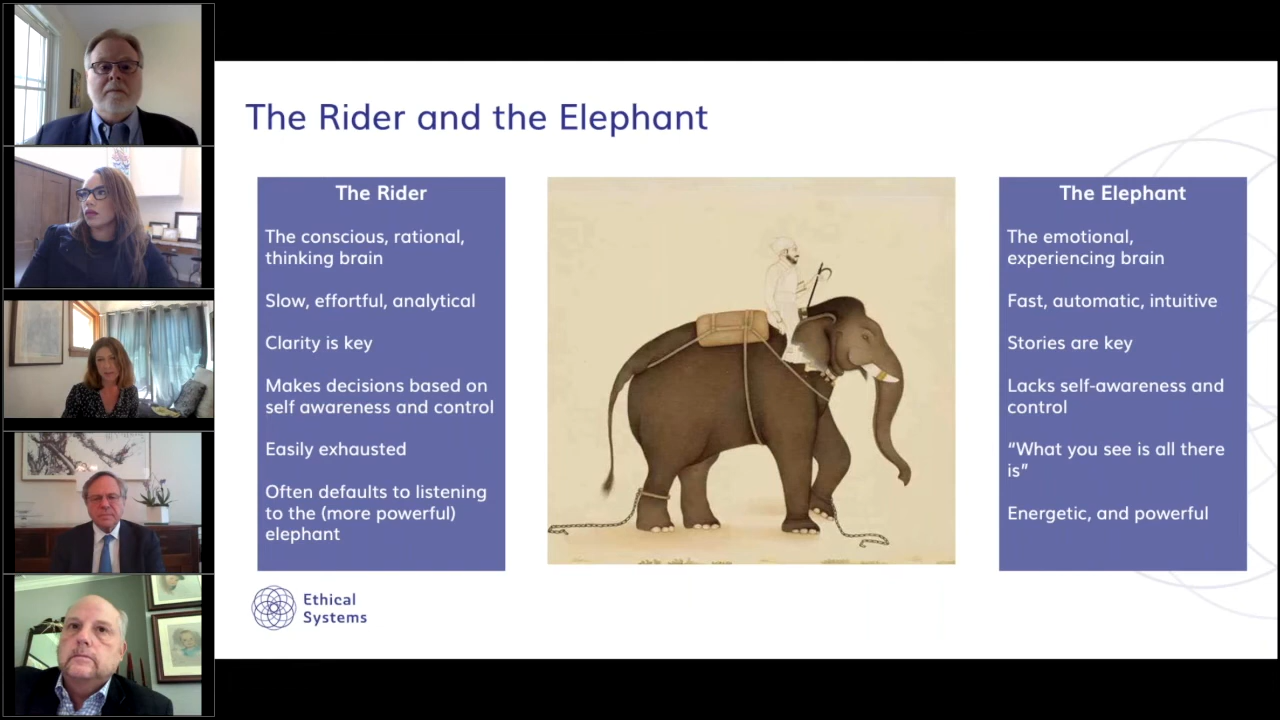 The Rider and the Elephant
The Rider
The conscious, rational,
thinking brain
Slow, effortful, analytical
Clarity is key
Makes decisions based on
self awareness and control
Easily exhausted
Often defaults to listening
to the (more powerful)
elephant
The Elephant
The emotional,
experiencing brain
Fast, automatic, intuitive
Stories are key
Lacks self-awareness and
control
“What you see is all there
is”
Energetic, and powerful
Ethical
Systems